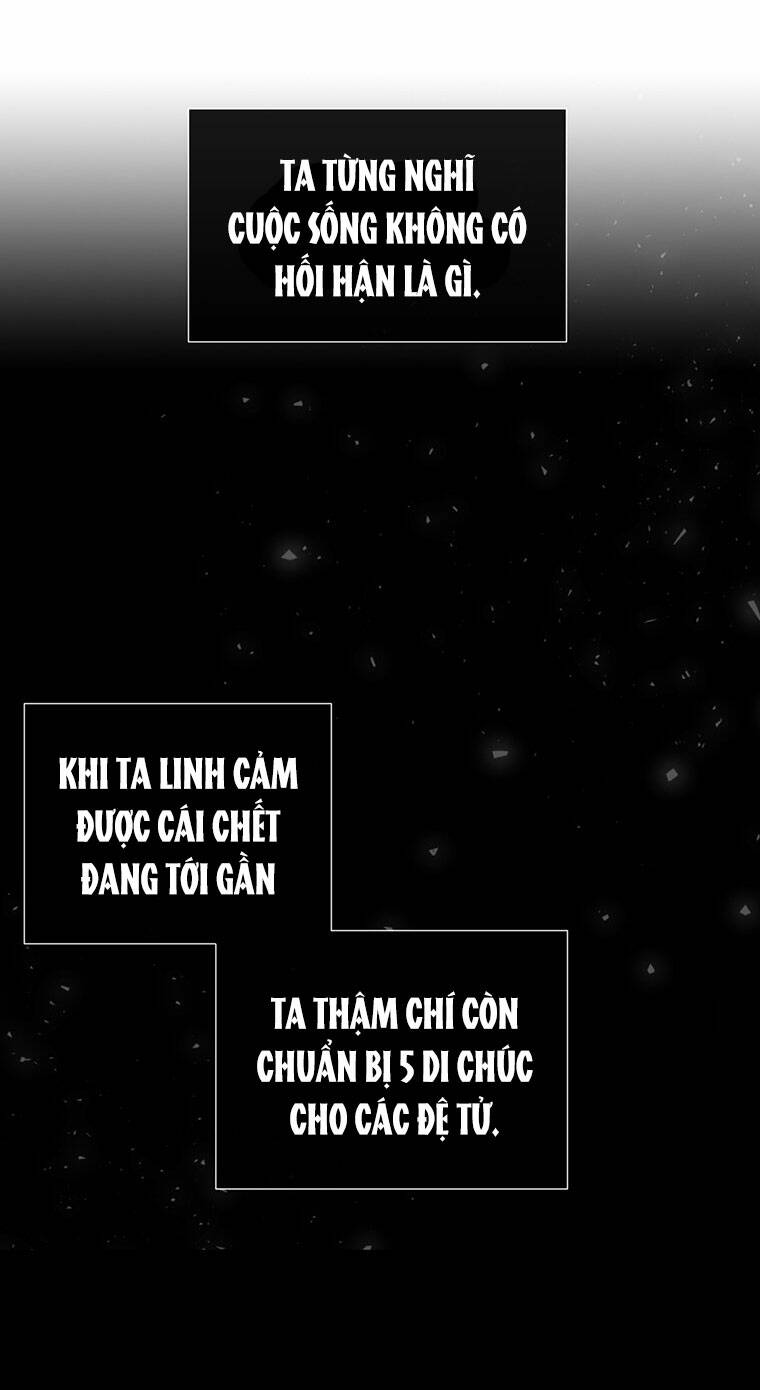 TA TỪNG NGHĨ
CUỘC SỐNG KHÔNG CÓ
HỐI HẬN LÀ GÌ.
KHI TA LINH CẢM
ĐƯỢC CÁI CHẾT
ĐANG TỚI GẦN
TA THẬM CHÍ CÒN
CHUẨN BỊ 5 DI CHÚC
CHO CÁC ĐỆ TỬ.